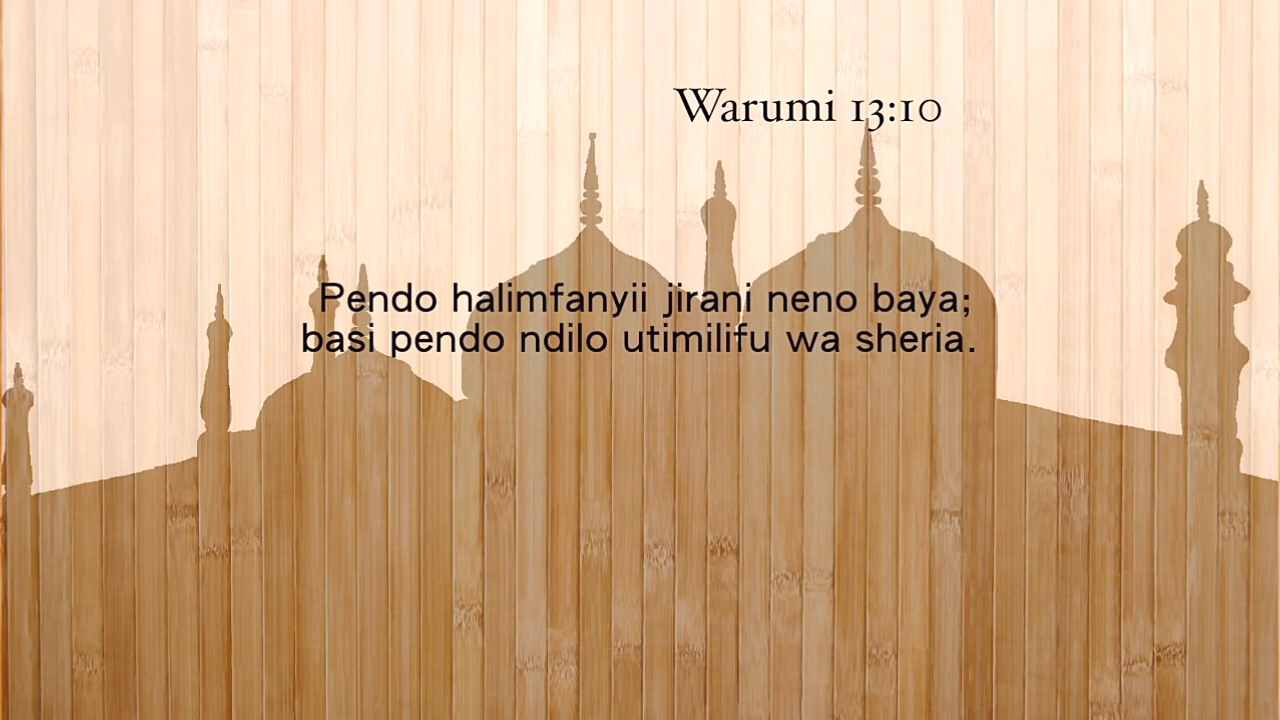 Warumi 13:10
Pendo halimfanyii jirani neno baya;
basi pendo ndilo utimilifu wa sheria.